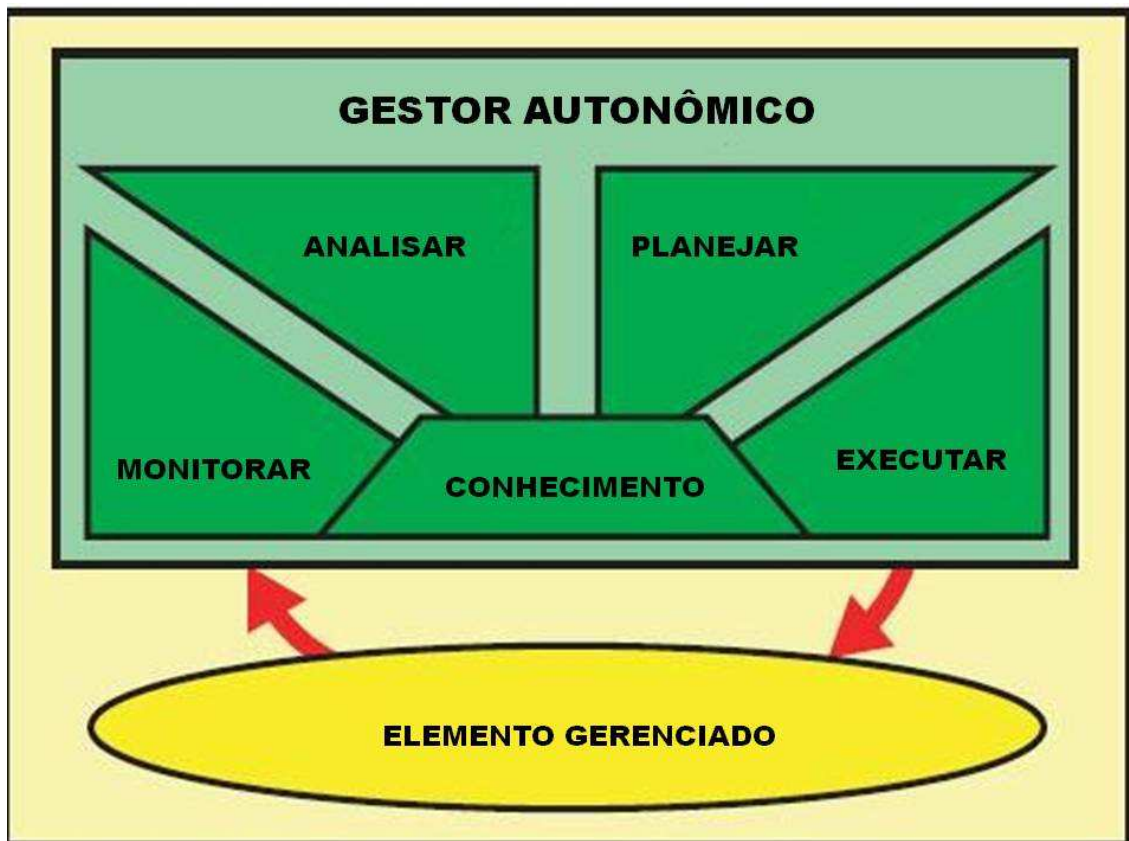 GESTOR AUTONÔMICO
ANALISAR
PLANEJAR
MONITORAR
CONHECIMENTO
EXECUTAR
ELEMENTO GERENCIADO